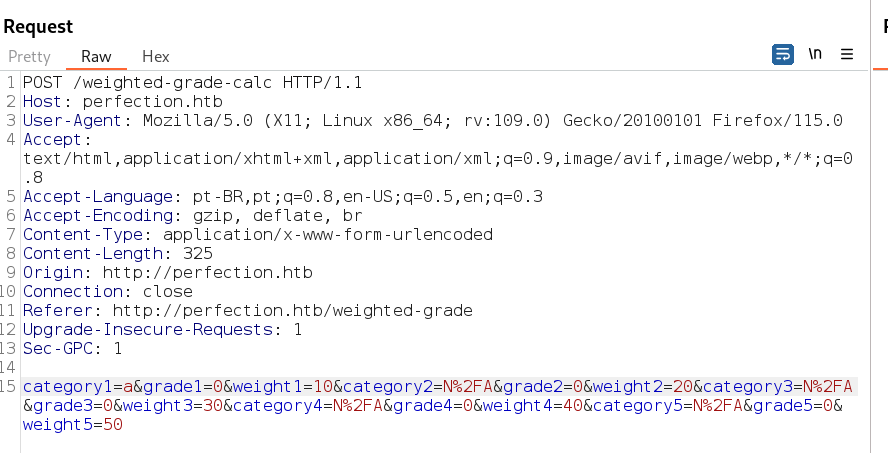 Request
Pretty Raw Hex \n
1 POST /weighted-grade-calc HTTP/1.1
2 Host: perfection.htb
3 User-Agent: Mozilla/5.0 (X11; Linux x86_64; rv:109.0) Gecko/20100101 Firefox/115.0
4 Accept:
text/html,application/xhtml+xml,application/xml;q=0.9,image/avif,image/webp,*/*;q=0
.8
5 Accept-Language: pt-BR,pt;q=0.8,en-US;q=0.5,en;q=0.3
6 Accept-Encoding: gzip, deflate, br
7 Content-Type: application/x-www-form-urlencoded
8 Content-Length: 325
9 Origin: http://perfection.htb
10 Connection: close
11 Referer: http://perfection.htb/weighted-grade
12 Upgrade-Insecure-Requests: 1
13 Sec-GPC: 1
14
15 category1=a&grade1=0&weight1=10&category2=N%2FA&grade2=0&weight2=20&category3=N%2FA
&grade3=0&weight3=30&category4=N%2FA&grade4=0&weight4=40&category5=N%2FA&grade5=0&
weight5=50